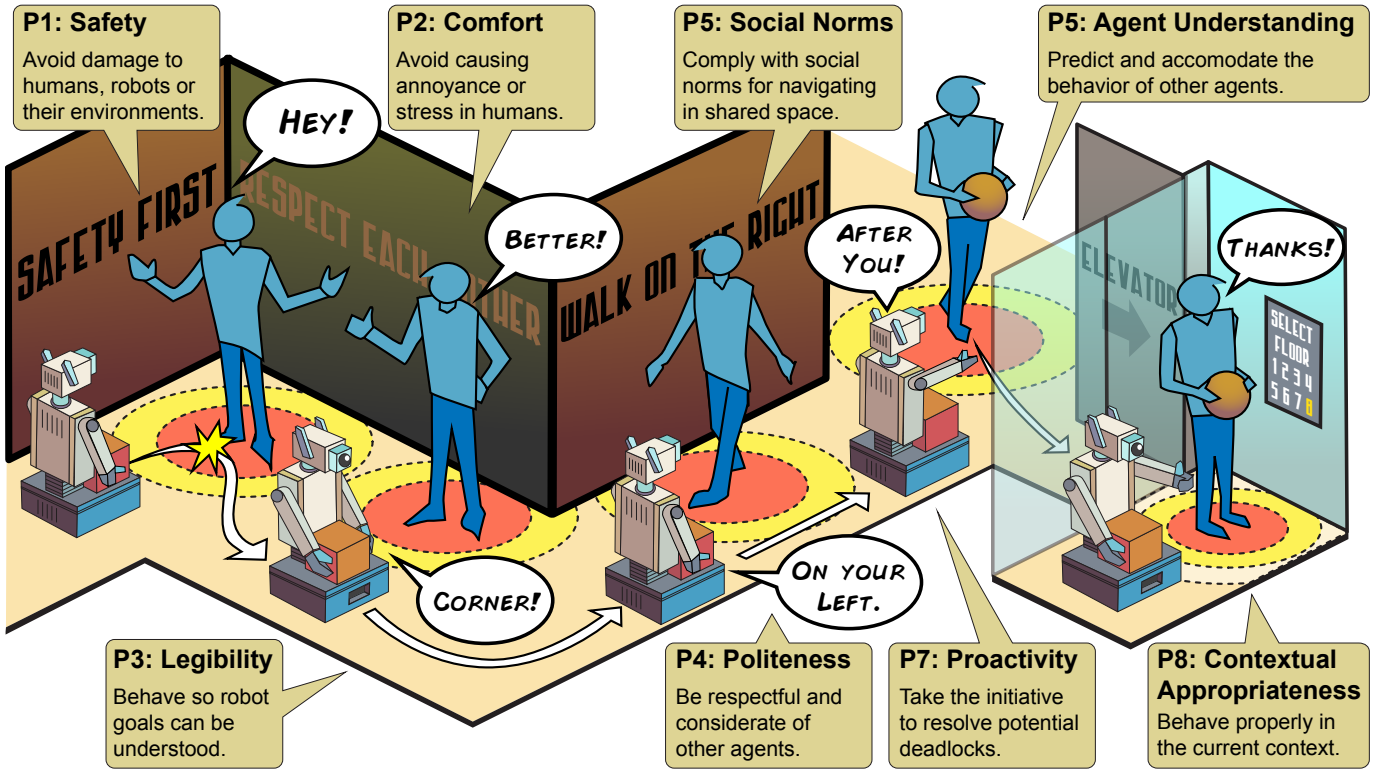 P1: Safety
Avoid damage to
humans, robots or
their environments.
P2: Comfort
Avoid causing
annoyance or
stress in humans.
P5: Social Norms
Comply with social
norms for navigating
in shared space.
P5: Agent Understanding
Predict and accomodate the
behavior of other agents.
HEY!
SAFETY FIRST
RESPECT EACH OTHER
BETTER!
WALK ON THE RIGHT
AFTER
YOU!
ELEVATOR
THANKS!
SELECT
FLOOR
1 2 3 4
5 6 7 8
CORNER!
ON YOUR
LEFT.
P3: Legibility
Behave so robot
goals can be
understood.
P4: Politeness
Be respectful and
considerate of
other agents.
P7: Proactivity
Take the initiative
to resolve potential
deadlocks.
P8: Contextual
Appropriateness
Behave properly in
the current context.